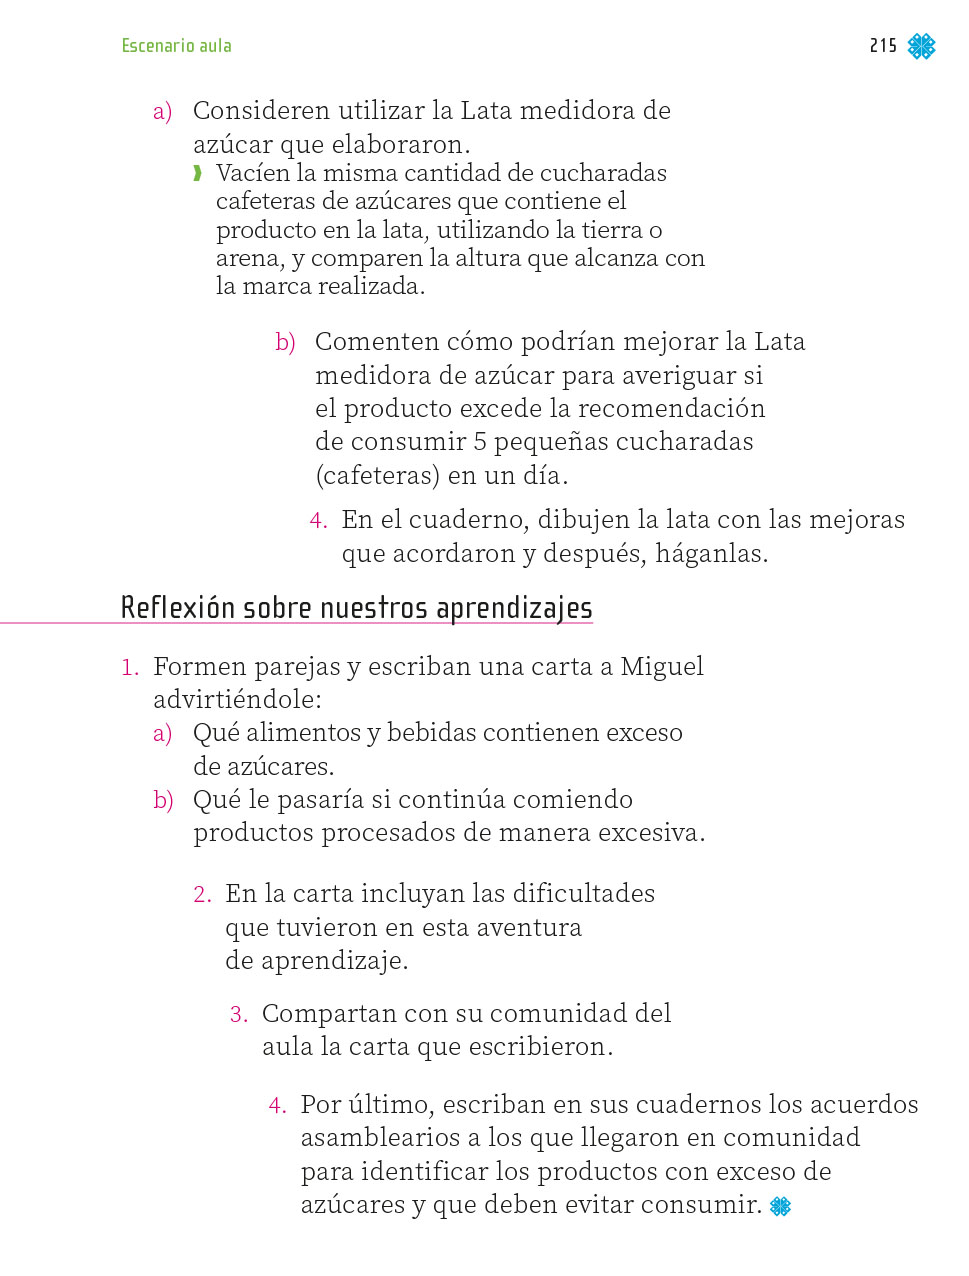 Escenario aula
215
a) Consideren utilizar la Lata medidora de
azúcar que elaboraron.
Vacíen la misma cantidad de cucharadas
cafeteras de azúcares que contiene el
producto en la lata, utilizando la tierra o
arena, y comparen la altura que alcanza con
la marca realizada.
b) Comenten cómo podrían mejorar la Lata
medidora de azúcar para averiguar si
el producto excede la recomendación
de consumir 5 pequeñas cucharadas
(cafeteras) en un día.
4. En el cuaderno, dibujen la lata con las mejoras
que acordaron y después, háganlas.
Reflexión sobre nuestros aprendizajes
1. Formen parejas y escriban una carta a Miguel
advirtiéndole:
a) Qué alimentos y bebidas contienen exceso
de azúcares.
b) Qué le pasaría si continúa comiendo
productos procesados de manera excesiva.
2. En la carta incluyan las dificultades
que tuvieron en esta aventura
de aprendizaje.
3. Compartan con su comunidad del
aula la carta que escribieron.
4. Por último, escriban en sus cuadernos los acuerdos
asamblearios a los que llegaron en comunidad
para identificar los productos con exceso de
azúcares y que deben evitar consumir.